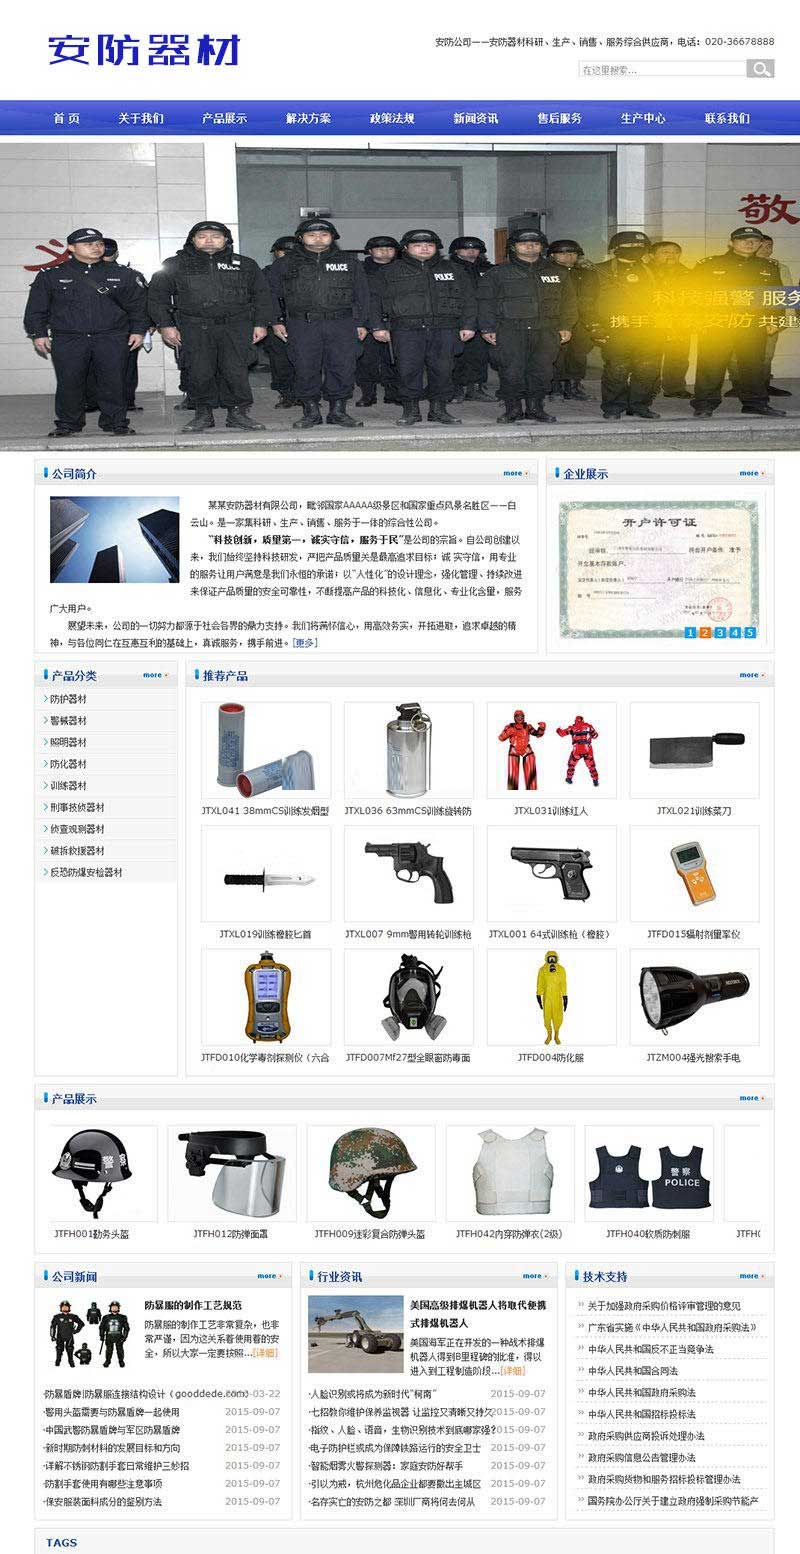 安防器材
安防公司——安防器材科研、生产、销售、服务综合供应商，电话：020-36678888
在这里搜索...
首 页 关于我们 产品展示 解决方案 政策法规 新闻资讯 售后服务 生产中心 联系我们
敬
POLICE POLICE POLICE POLICE
科技强警 服务
携手 安防 共建
公司简介 more
某某安防器材有限公司，毗邻国家AAAAA级景区和国家重点风景名胜区——白
云山。是一家集科研、生产、销售、服务于一体的综合性公司。
“科技创新，质量第一，诚实守信，服务于民”是公司的宗旨。自公司创建以
来，我们始终坚持科技研发，严把产品质量关是最高追求目标；诚 实守信，用专业
的服务让用户满意是我们永恒的承诺；以“人性化”的设计理念，强化管理、持续改进
来保证产品质量的安全可靠性，不断提高产品的科技化、信息化、专业化含量，服务
广大用户。
展望未来，公司的一切努力都源于社会各界的鼎力支持。我们将满怀信心，用高效务实，开拓进取，追求卓越的精
神，与各位同仁在互惠互利的基础上，真诚服务，携手前进。[更多]
企业展示 more
开户许可证
1 2 3 4 5
产品分类 more
防护器材
警械器材
照明器材
防化器材
训练器材
刑事技侦器材
侦查观测器材
破拆救援器材
反恐防爆安检器材
推荐产品 more
JTXL041 38mmCS训练发烟型
JTXL036 63mmCS训练旋转防
JTXL031训练红人
JTXL021训练菜刀
JTXL019训练橡胶匕首
JTXL007 9mm警用转轮训练枪
JTXL001 64式训练枪（橡胶）
JTFD015辐射剂量率仪
JTFD010化学毒剂探测仪（六合
JTFD007Mf27型全眼窗防毒面
JTFD004防化服
JTZM004强光搜索手电
产品展示 more
警察
POLICE
JTFH001勤务头盔
JTFH012防弹面罩
JTFH009迷彩复合防弹头盔
JTFH042内穿防弹衣(2级)
JTFH040软质防刺服
公司新闻 more
防暴服的制作工艺规范
防暴服的制作工艺非常复杂，也非
常严谨，因为这关系着使用着的安
全，所以大家一定要按照...[详细]
·防暴盾牌|防暴服连接结构设计（gooddede.com） -03-22
·警用头盔需要与防暴盾牌一起使用 2015-09-07
·中国武警防暴盾牌与军区防暴盾牌 2015-09-07
·新时期防刺材料的发展目标和方向 2015-09-07
·详解不锈钢防割手套日常维护三妙招 2015-09-07
·防割手套使用有哪些注意事项 2015-09-07
·保安服装面料成分的鉴别方法 2015-09-07
行业资讯 more
美国高级排爆机器人将取代便携
式排爆机器人
美国海军正在开发的一种战术排爆
机器人得到B里程碑的批准，得以
进入到工程制造阶段...[详细]
·人脸识别或将成为新时代“柯南” 2015-09-07
·七招教你维护保养监视器 让监控又清晰又持久 2015-09-07
·指纹、人脸、语音，生物识别技术到底哪家强? 2015-09-07
·电子防护栏或成为保障铁路运行的安全卫士 2015-09-07
·智能烟雾火警探测器：家庭安防好帮手 2015-09-07
·引以为戒，杭州危化品企业都要撤出主城区 2015-09-07
·名存实亡的安防之都 深圳厂商将何去何从 2015-09-07
技术支持 more
关于加强政府采购价格评审管理的意见
广东省实施《中华人民共和国政府采购法》
中华人民共和国反不正当竞争法
中华人民共和国合同法
中华人民共和国政府采购法
中华人民共和国招标投标法
政府采购供应商投诉处理办法
政府采购信息公告管理办法
政府采购货物和服务招标投标管理办法
国务院办公厅关于建立政府强制采购节能产
TAGS